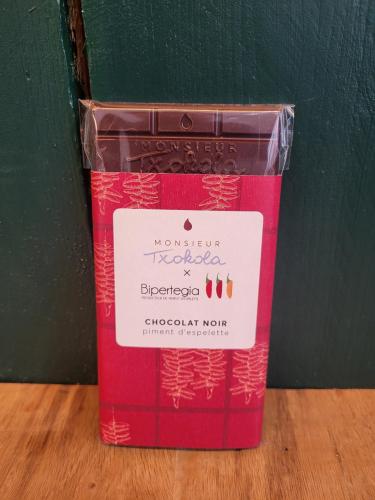 MONSIEUR
Txokola
MONSIEUR
Txokola
×
Bipertegia
CHOCOLAT NOIR
piment d'espelette